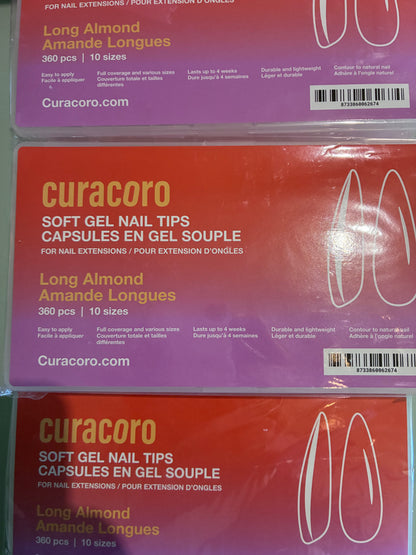 FOR NAIL EXTENSIONS / POUR EXTENSION D'ONGLES
Long Almond
Amande Longues
360 pcs | 10 sizes
Easy to apply
Facile à appliquer
Full coverage and various sizes
Couverture totale et tailles
différentes
Lasts up to 4 weeks
Dure jusqu'à 4 semaines
Durable and lightweight
Léger et durable
Contour to natural nail
Adhère à l'ongle naturel
Curacoro.com
8733860062674
curacoro
SOFT GEL NAIL TIPS
CAPSULES EN GEL SOUPLE
FOR NAIL EXTENSIONS / POUR EXTENSION D'ONGLES
Long Almond
Amande Longues
360 pcs | 10 sizes
Easy to apply
Facile à appliquer
Full coverage and various sizes
Couverture totale et tailles
différentes
Lasts up to 4 weeks
Dure jusqu'à 4 semaines
Durable and lightweight
Léger et durable
Contour to natural nail
Adhère à l'ongle naturel
Curacoro.com
8733860062674
curacoro
SOFT GEL NAIL TIPS
CAPSULES EN GEL SOUPLE
FOR NAIL EXTENSIONS / POUR EXTENSION D'ONGLES
Long Almond
Amande Longues
360 pcs | 10 sizes